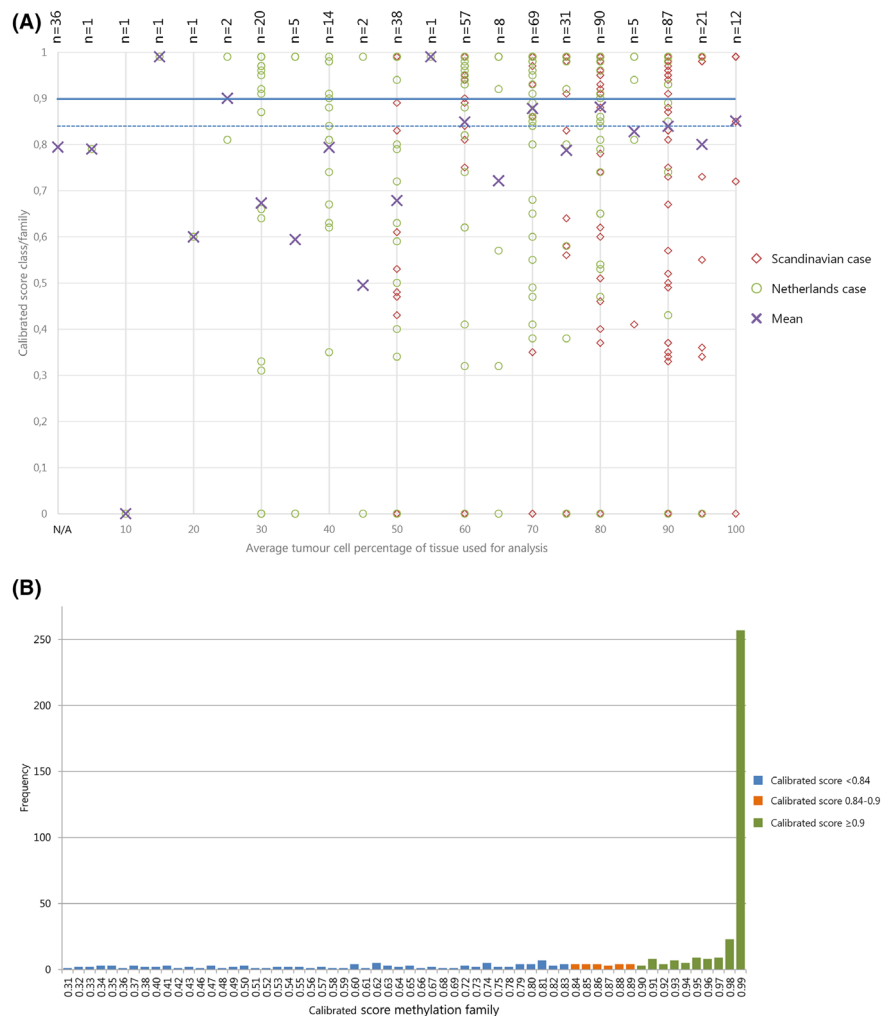 (A)
n=36 n=1 n=1 n=1 n=1 n=2 n=20 n=5 n=14 n=2 n=38 n=1 n=57 n=8 n=69 n=31 n=90 n=5 n=87 n=21 n=12
Calibrated score class/family
1
0,9
0,8
0,7
0,6
0,5
0,4
0,3
0,2
0,1
0
N/A 10 20 30 40 50 60 70 80 90 100
Average tumour cell percentage of tissue used for analysis
Scandinavian case
Netherlands case
Mean
(B)
Frequency
250
200
150
100
50
0
0.31 0.32 0.33 0.34 0.35 0.36 0.37 0.38 0.40 0.41 0.42 0.43 0.46 0.47 0.48 0.49 0.50 0.51 0.52 0.53 0.54 0.55 0.56 0.57 0.58 0.59 0.60 0.61 0.62 0.63 0.64 0.65 0.66 0.67 0.68 0.69 0.72 0.73 0.74 0.75 0.78 0.79 0.80 0.81 0.82 0.83 0.84 0.85 0.86 0.87 0.88 0.89 0.90 0.91 0.92 0.93 0.94 0.95 0.96 0.97 0.98 0.99
Calibrated score methylation family
Calibrated score <0.84
Calibrated score 0.84-0.9
Calibrated score ≥0.9